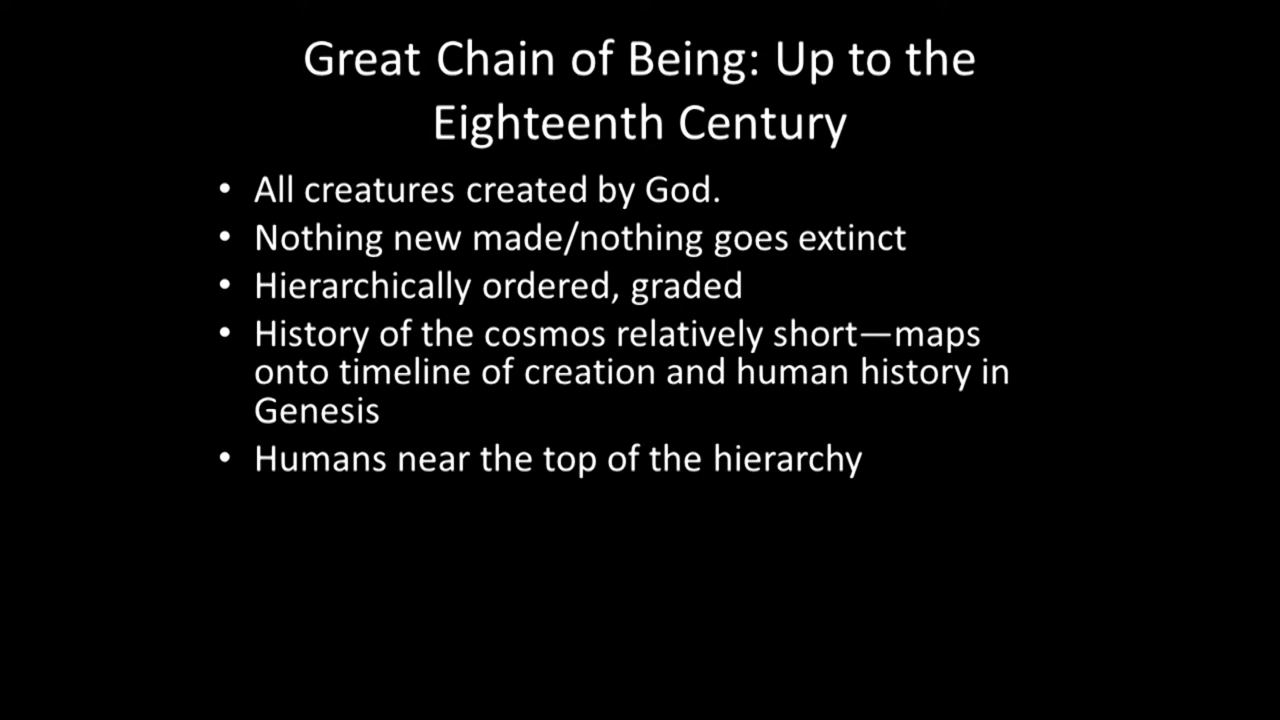 Great Chain of Being: Up to the
Eighteenth Century
• All creatures created by God.
• Nothing new made/nothing goes extinct
• Hierarchically ordered, graded
• History of the cosmos relatively short—maps
onto timeline of creation and human history in
Genesis
• Humans near the top of the hierarchy